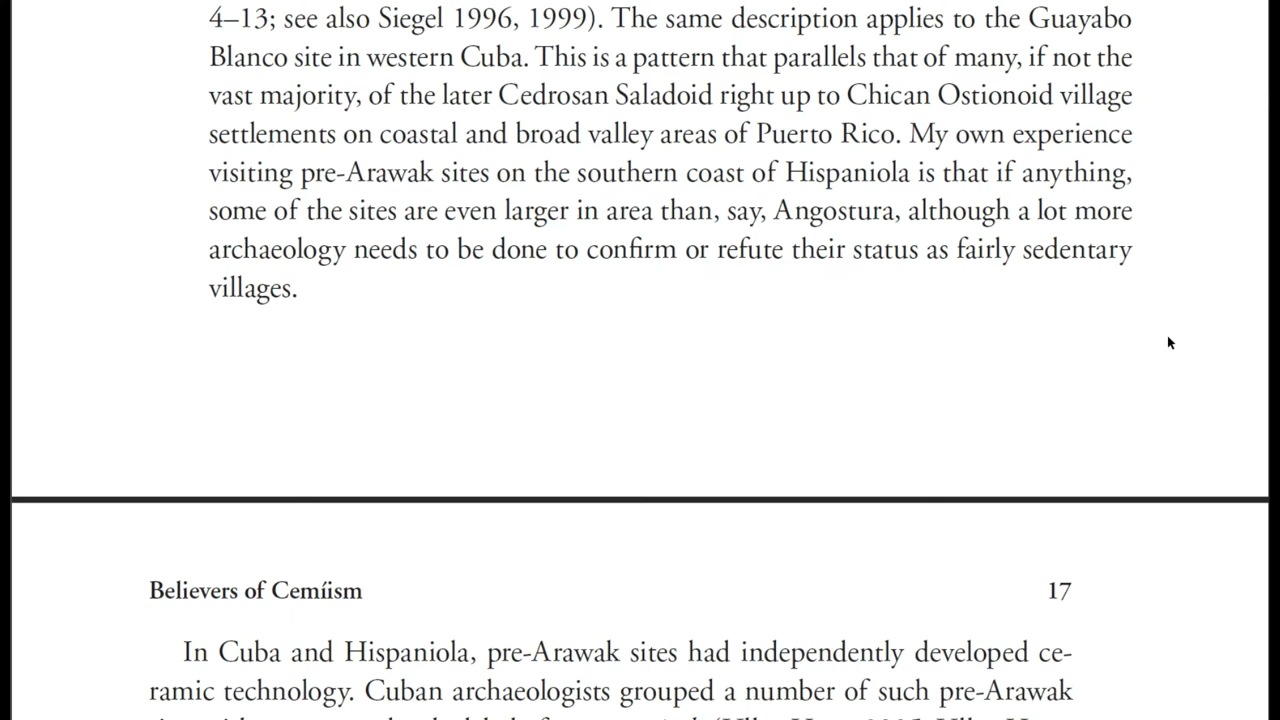 4–13; see also Siegel 1996, 1999). The same description applies to the Guayabo
Blanco site in western Cuba. This is a pattern that parallels that of many, if not the
vast majority, of the later Cedrosan Saladoid right up to Chican Ostionoid village
settlements on coastal and broad valley areas of Puerto Rico. My own experience
visiting pre-Arawak sites on the southern coast of Hispaniola is that if anything,
some of the sites are even larger in area than, say, Angostura, although a lot more
archaeology needs to be done to confirm or refute their status as fairly sedentary
villages.
Believers of Cemíism 17
In Cuba and Hispaniola, pre-Arawak sites had independently developed ce-
ramic technology. Cuban archaeologists grouped a number of such pre-Arawak